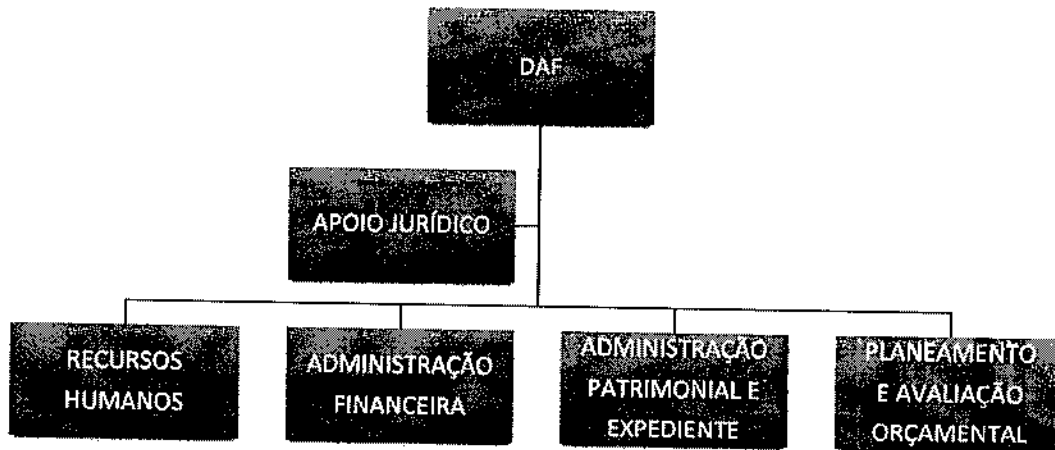 DAF
APOIO JURÍDICO
RECURSOS
HUMANOS
ADMINISTRAÇÃO
FINANCEIRA
ADMINISTRAÇÃO
PATRIMONIAL E
EXPEDIENTE
PLANEAMENTO
E AVALIAÇÃO
ORÇAMENTAL